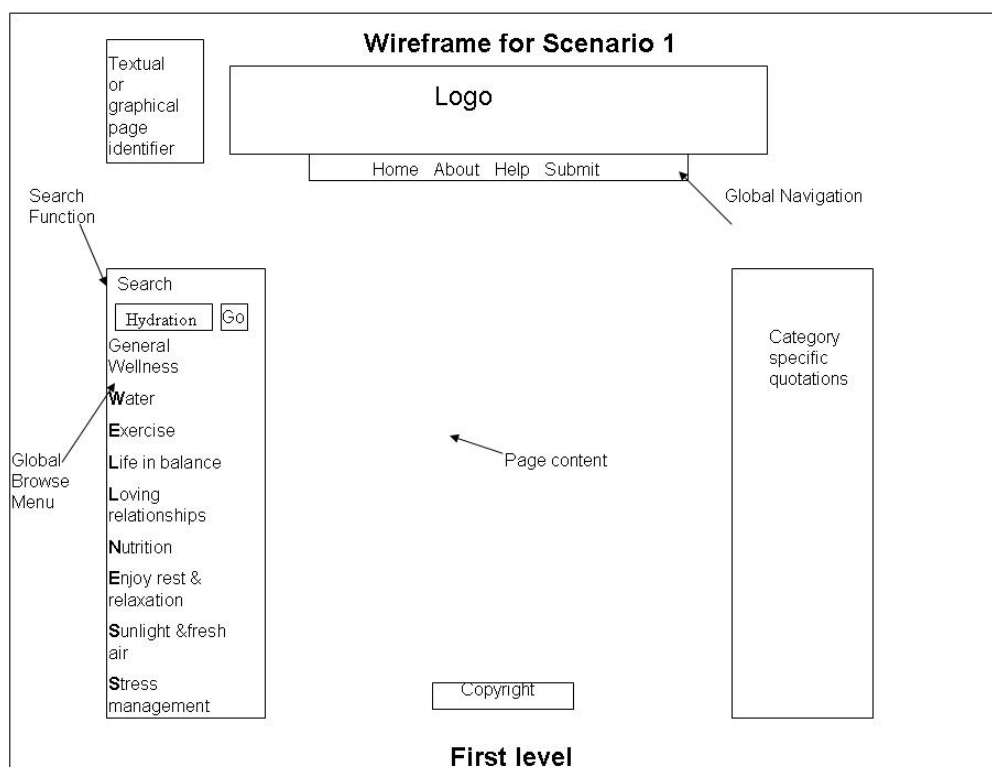 Wireframe for Scenario 1
Textual
or
graphical
page
identifier
Logo
Home About Help Submit
Search
Function
Global Navigation
Search
Hydration Go
General
Wellness
Water
Exercise
Life in balance
Loving
relationships
Nutrition
Enjoy rest &
relaxation
Sunlight &fresh
air
Stress
management
Global
Browse
Menu
Page content
Category
specific
quotations
Copyright
First level